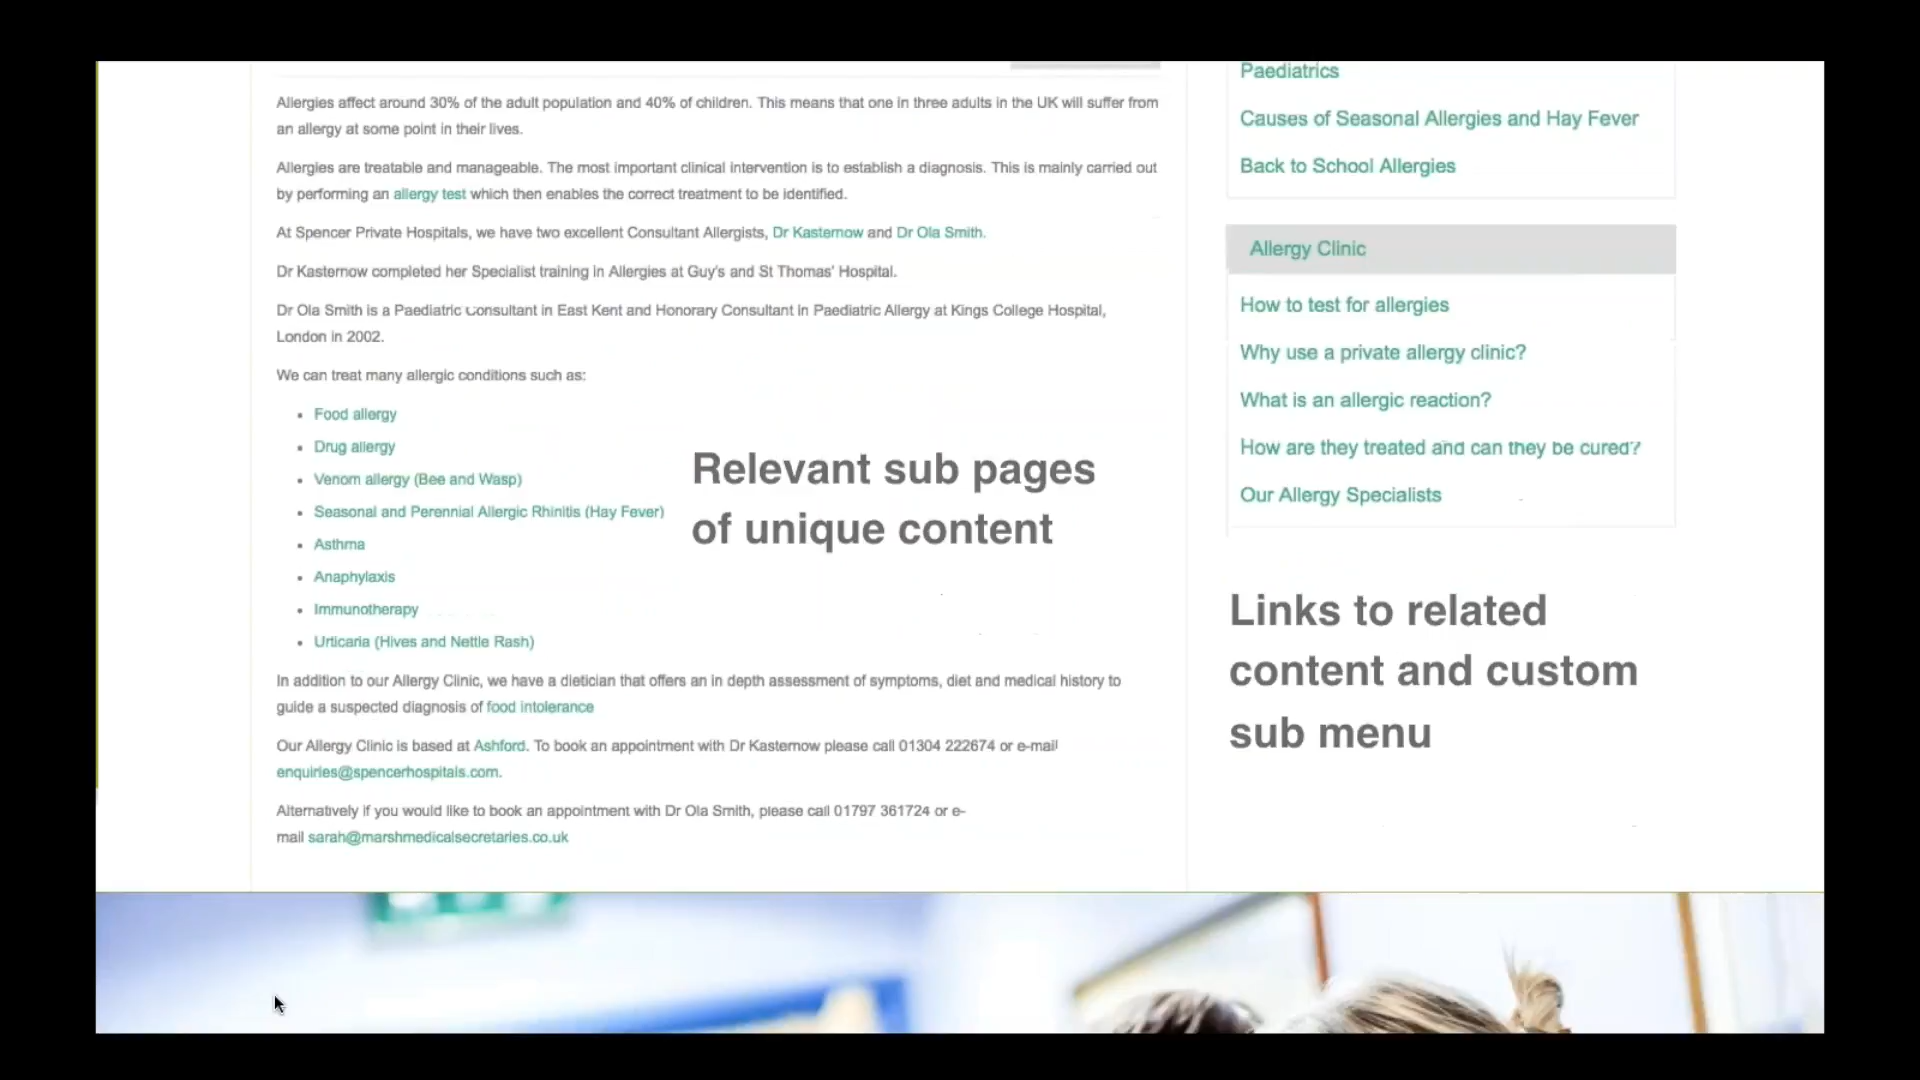 Allergies affect around 30% of the adult population and 40% of children. This means that one in three adults in the UK will suffer from
an allergy at some point in their lives.
Allergies are treatable and manageable. The most important clinical intervention is to establish a diagnosis. This is mainly carried out
by performing an allergy test which then enables the correct treatment to be identified.
At Spencer Private Hospitals, we have two excellent Consultant Allergists, Dr Kasternow and Dr Ola Smith.
Dr Kasternow completed her Specialist training in Allergies at Guy's and St Thomas' Hospital.
Dr Ola Smith is a Paediatric Consultant in East Kent and Honorary Consultant in Paediatric Allergy at Kings College Hospital,
London in 2002.
We can treat many allergic conditions such as:
Food allergy
Drug allergy
Venom allergy (Bee and Wasp)
Seasonal and Perennial Allergic Rhinitis (Hay Fever)
Asthma
Anaphylaxis
Immunotherapy
Urticaria (Hives and Nettle Rash)
Relevant sub pages
of unique content
In addition to our Allergy Clinic, we have a dietician that offers an in depth assessment of symptoms, diet and medical history to
guide a suspected diagnosis of food intolerance
Our Allergy Clinic is based at Ashford. To book an appointment with Dr Kasternow please call 01304 222674 or e-mail
enquiries@spencerhospitals.com.
Alternatively if you would like to book an appointment with Dr Ola Smith, please call 01797 361724 or e-
mail sarah@marshmedicalsecretaries.co.uk
Paediatrics
Causes of Seasonal Allergies and Hay Fever
Back to School Allergies
Allergy Clinic
How to test for allergies
Why use a private allergy clinic?
What is an allergic reaction?
How are they treated and can they be cured?
Our Allergy Specialists
Links to related
content and custom
sub menu